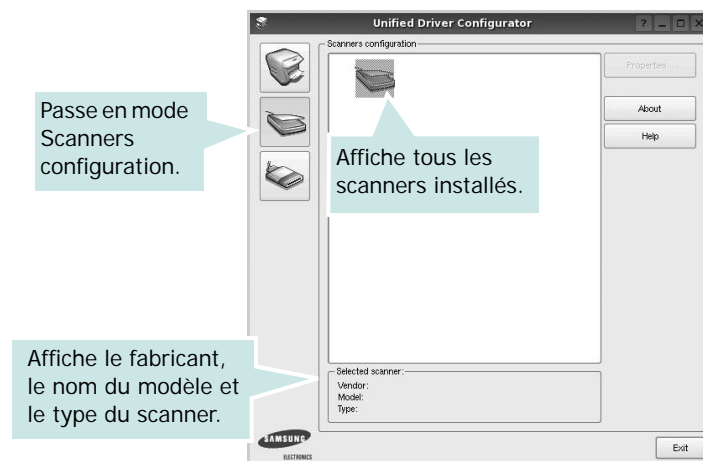 Unified Driver Configurator
Scanners configuration
Properties...
About
Help
Passe en mode
Scanners
configuration.
Affiche tous les
scanners installés.
Affiche le fabricant,
le nom du modèle et
le type du scanner.
Selected scanner:
Vendor:
Model:
Type:
SAMSUNG
ELECTRONICS
Exit